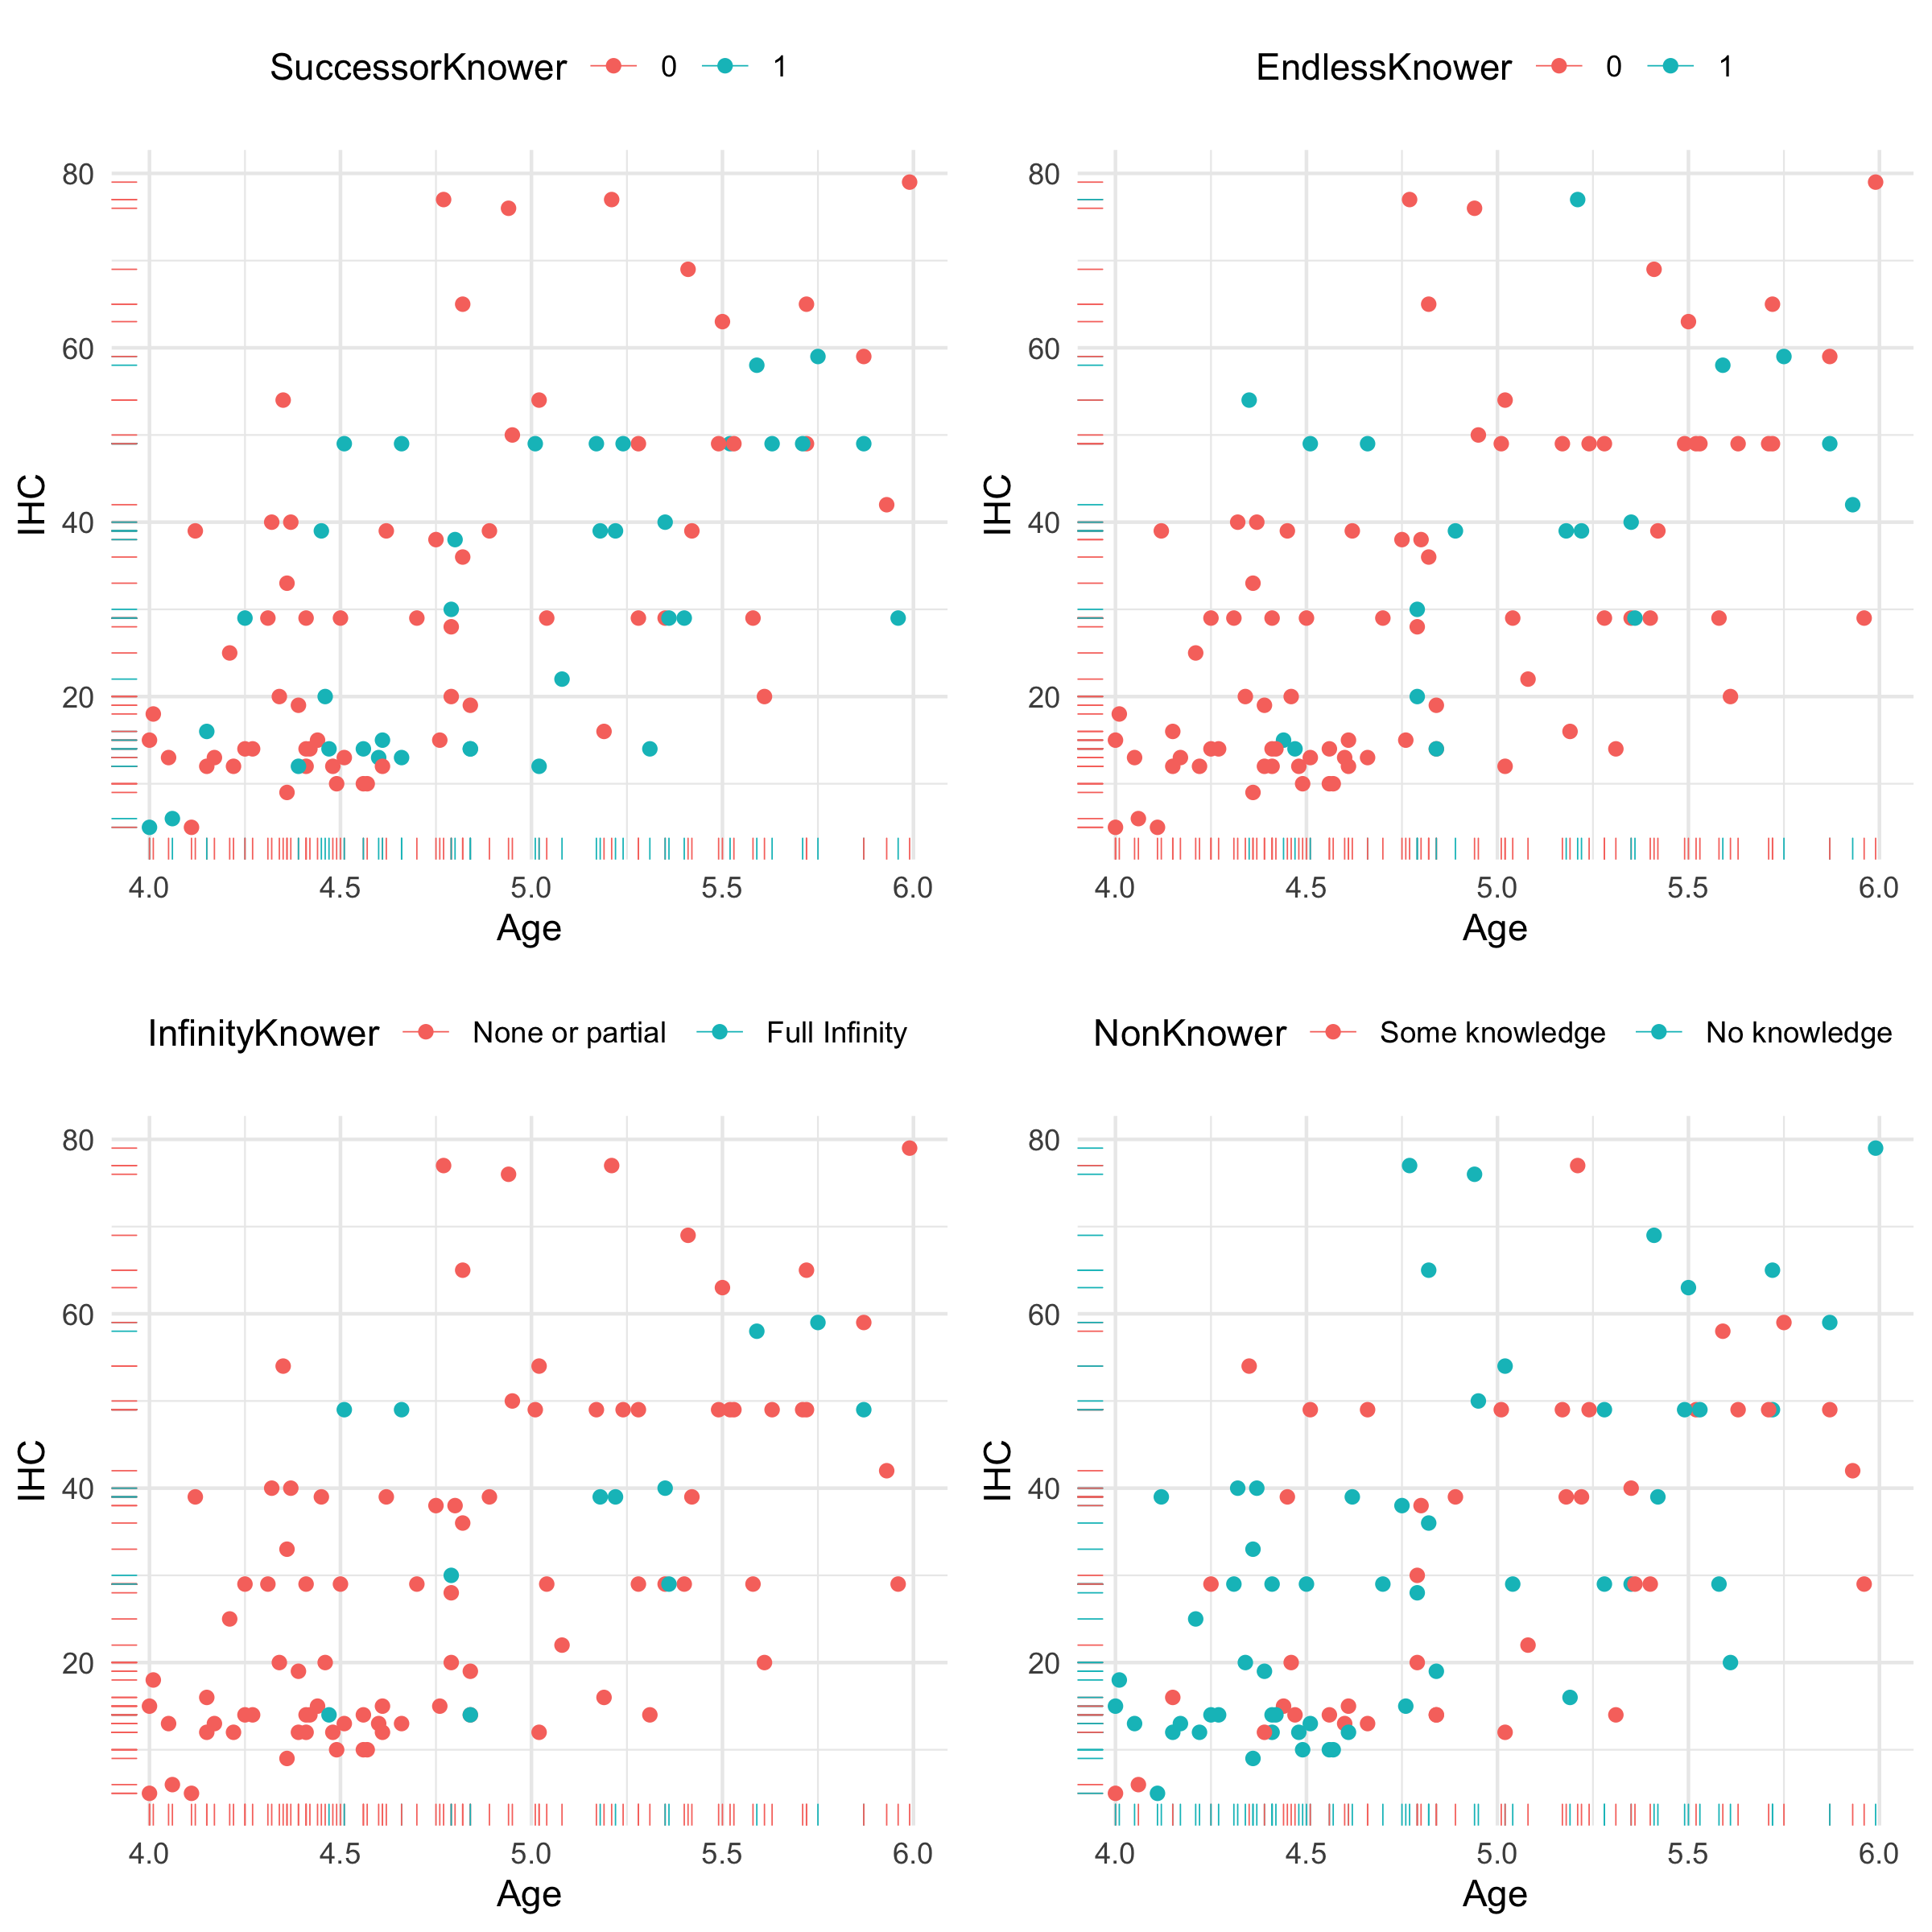 SuccessorKnower 0 1
80
60
40
20
IHC
4.0 4.5 5.0 5.5 6.0
Age
EndlessKnower 0 1
80
60
40
20
IHC
4.0 4.5 5.0 5.5 6.0
Age
InfinityKnower None or partial Full Infinity
80
60
40
20
IHC
4.0 4.5 5.0 5.5 6.0
Age
NonKnower Some knowledge No knowledge
80
60
40
20
IHC
4.0 4.5 5.0 5.5 6.0
Age